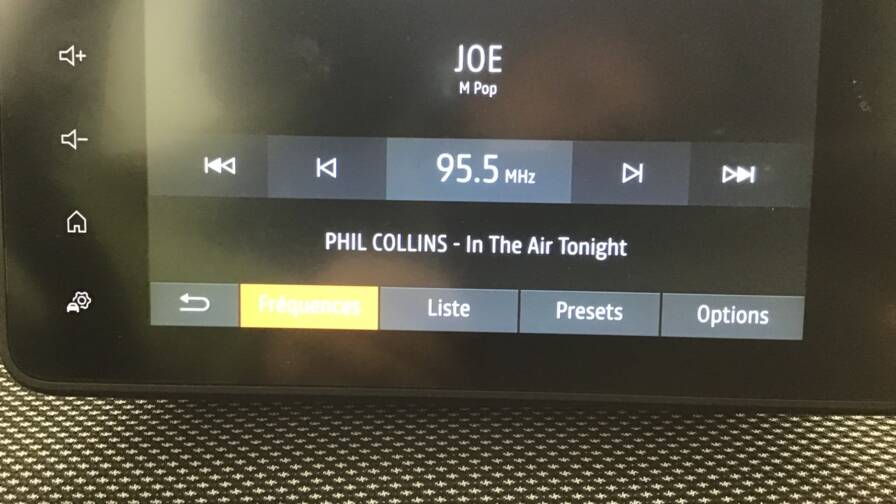 JOE
M Pop
95.5 MHz
PHIL COLLINS - In The Air Tonight
Fréquences
Liste
Presets
Options